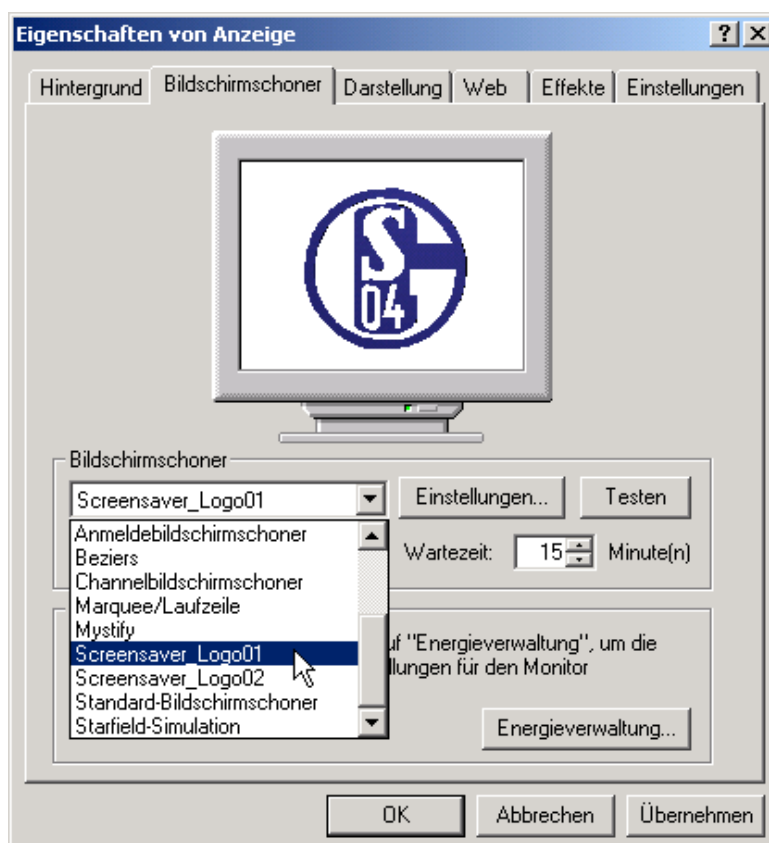 Eigenschaften von Anzeige
Hintergrund Bildschirmschoner Darstellung Web Effekte Einstellungen
S
04
Bildschirmschoner
Screensaver_Logo01 Einstellungen... Testen
Anmeldebildschirmschoner
Beziers
Wartezeit: 15 Minute(n)
Channelbildschirmschoner
Marquee/Laufzeile
Mystify
Screensaver_Logo01
uf "Energieverwaltung", um die
Screensaver_Logo02
llungen für den Monitor
Standard-Bildschirmschoner
Starfield-Simulation
Energieverwaltung...
OK Abbrechen Übernehmen